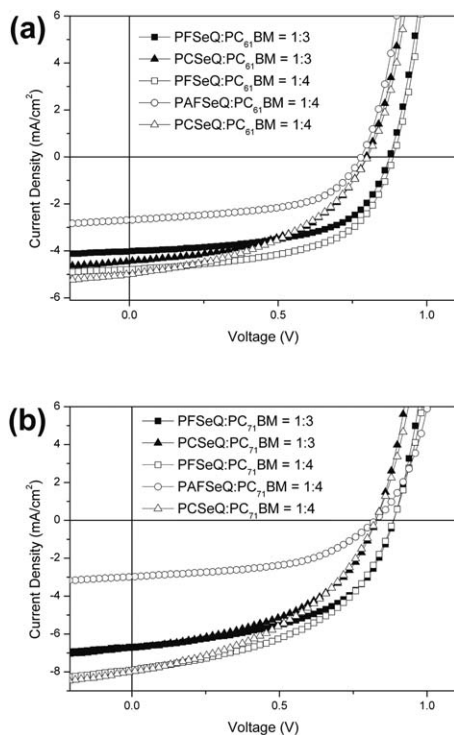 (a)
PFSeQ:PC61BM = 1:3
PCSeQ:PC61BM = 1:3
PFSeQ:PC61BM = 1:4
PAFSeQ:PC61BM = 1:4
PCSeQ:PC61BM = 1:4
Current Density (mA/cm²)
6
4
2
0
-2
-4
-6
0.0
0.5
1.0
Voltage (V)
(b)
PFSeQ:PC71BM = 1:3
PCSeQ:PC71BM = 1:3
PFSeQ:PC71BM = 1:4
PAFSeQ:PC71BM = 1:4
PCSeQ:PC71BM = 1:4
Current Density (mA/cm²)
6
4
2
0
-2
-4
-6
-8
0.0
0.5
1.0
Voltage (V)